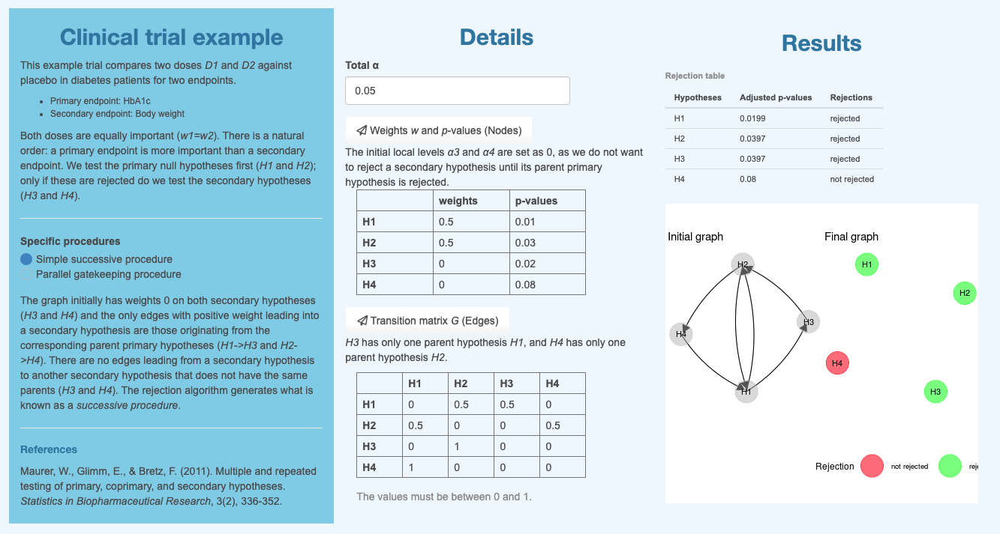 Clinical trial example
This example trial compares two doses D1 and D2 against
placebo in diabetes patients for two endpoints.
• Primary endpoint: HbA1c
• Secondary endpoint: Body weight
Both doses are equally important (w1=w2). There is a natural
order: a primary endpoint is more important than a secondary
endpoint. We test the primary null hypotheses first (H1 and H2);
only if these are rejected do we test the secondary hypotheses
(H3 and H4).
Specific procedures
Simple successive procedure
Parallel gatekeeping procedure
The graph initially has weights 0 on both secondary hypotheses
(H3 and H4) and the only edges with positive weight leading into
a secondary hypothesis are those originating from the
corresponding parent primary hypotheses (H1->H3 and H2-
>H4). There are no edges leading from a secondary hypothesis
to another secondary hypothesis that does not have the same
parents (H3 and H4). The rejection algorithm generates what is
known as a successive procedure.
References
Maurer, W., Glimm, E., & Bretz, F. (2011). Multiple and repeated
testing of primary, coprimary, and secondary hypotheses.
Statistics in Biopharmaceutical Research, 3(2), 336-352.
Details
Total α
0.05
Weights w and p-values (Nodes)
The initial local levels α3 and α4 are set as 0, as we do not want
to reject a secondary hypothesis until its parent primary
hypothesis is rejected.
weights p-values
H1 0.5 0.01
H2 0.5 0.03
H3 0 0.02
H4 0 0.08
Transition matrix G (Edges)
H3 has only one parent hypothesis H1, and H4 has only one
parent hypothesis H2.
H1 H2 H3 H4
H1 0 0.5 0.5 0
H2 0.5 0 0 0.5
H3 0 1 0 0
H4 1 0 0 0
The values must be between 0 and 1.
Results
Rejection table
Hypotheses Adjusted p-values Rejections
H1 0.0199 rejected
H2 0.0397 rejected
H3 0.0397 rejected
H4 0.08 not rejected
Initial graph
H2
H3
H4
H1
Final graph
H1
H2
H4
H3
Rejection not rejected reje